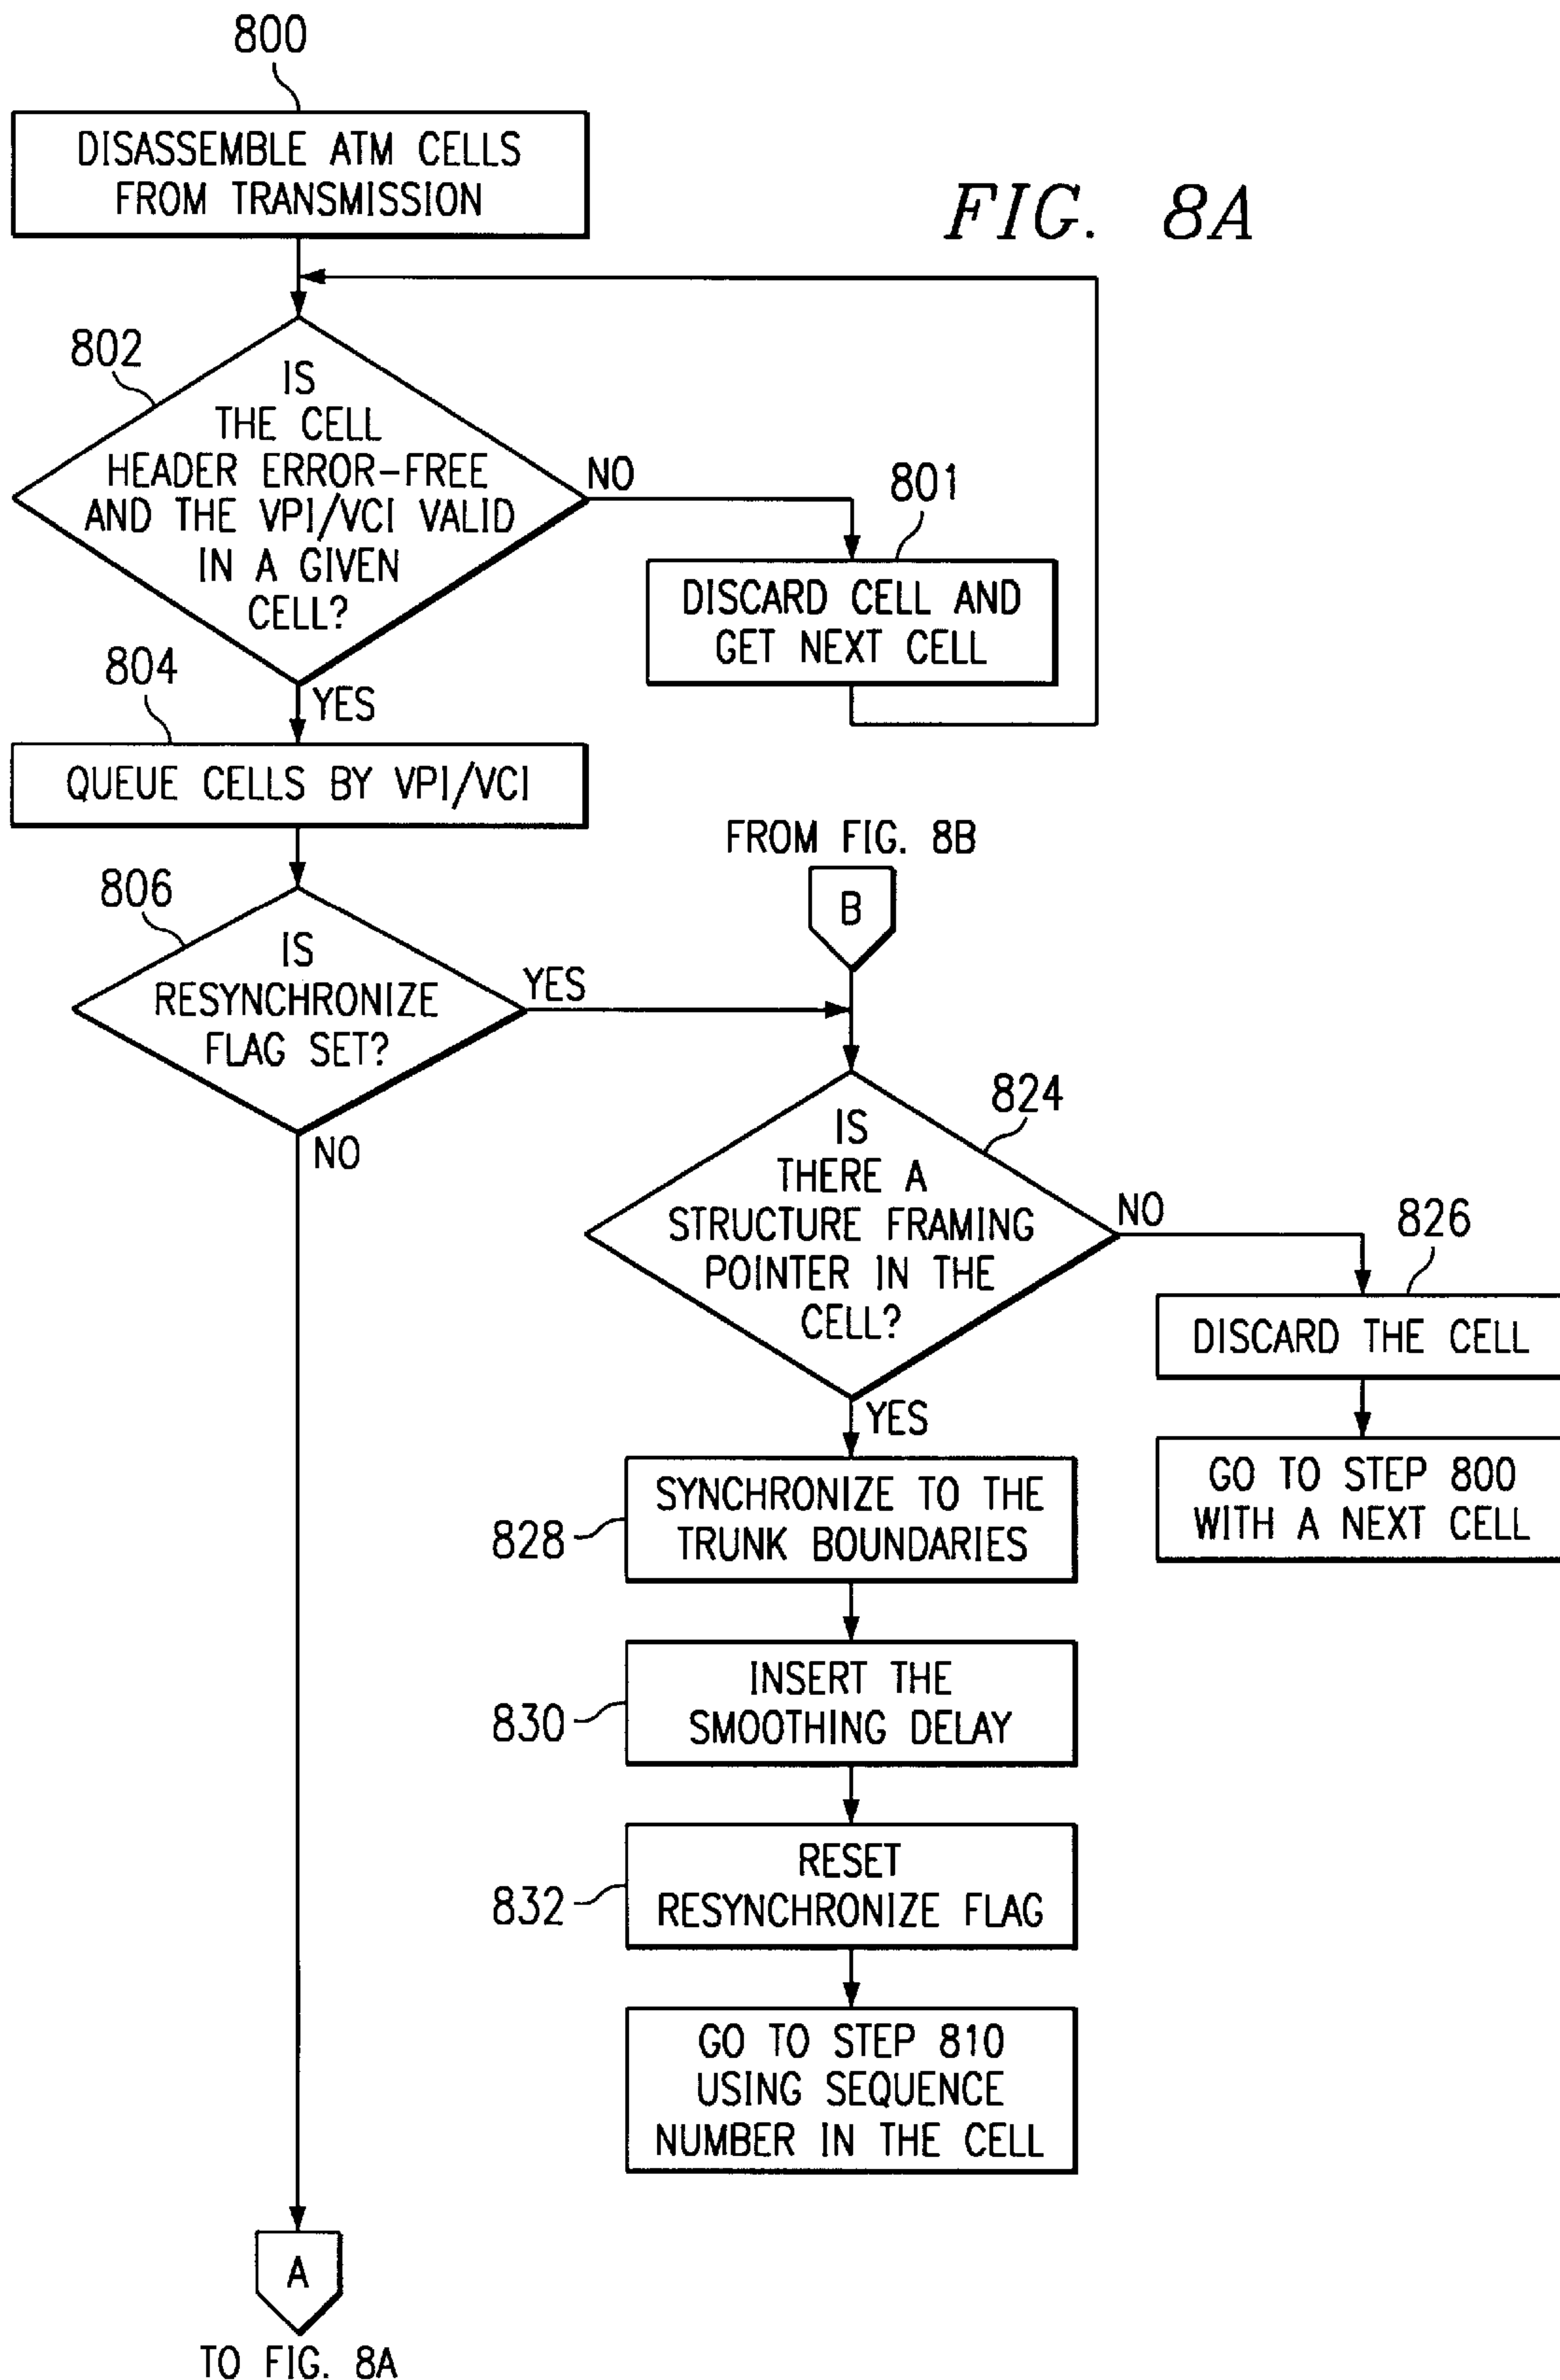 800
DISASSEMBLE ATM CELLS
FROM TRANSMISSION
FIG. 8A
802
IS
THE CELL
HEADER ERROR-FREE
AND THE VPI/VCI VALID
IN A GIVEN
CELL?
NO
801
DISCARD CELL AND
GET NEXT CELL
YES
804
QUEUE CELLS BY VPI/VCI
806
IS
RESYNCHRONIZE
FLAG SET?
YES
NO
FROM FIG. 8B
B
824
IS
THERE A
STRUCTURE FRAMING
POINTER IN THE
CELL?
NO
826
DISCARD THE CELL
GO TO STEP 800
WITH A NEXT CELL
YES
828
SYNCHRONIZE TO THE
TRUNK BOUNDARIES
830
INSERT THE
SMOOTHING DELAY
832
RESET
RESYNCHRONIZE FLAG
GO TO STEP 810
USING SEQUENCE
NUMBER IN THE CELL
A
TO FIG. 8A